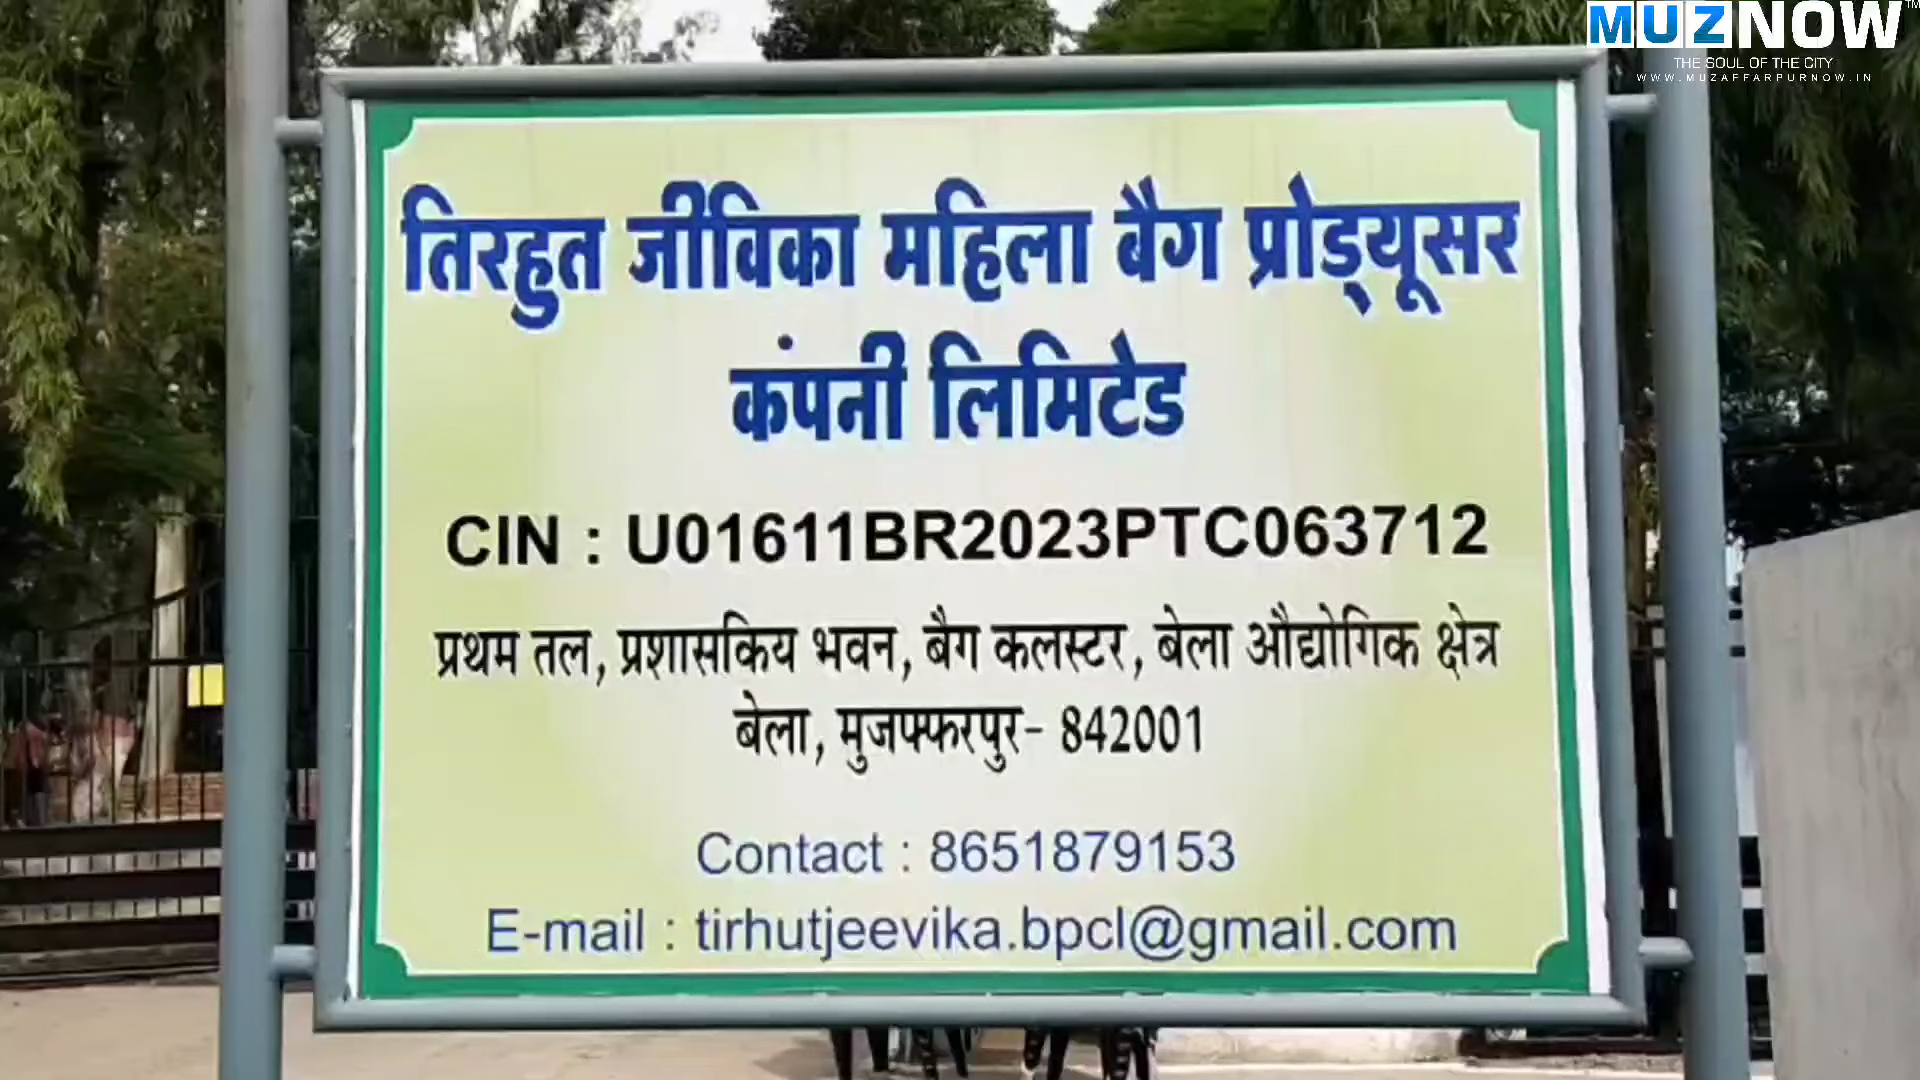 MUZNOW™
THE SOUL OF THE CITY
WWW.MUZAFFARPURNOW.IN
तिरहुत जीविका महिला बैग प्रोड्यूसर
कंपनी लिमिटेड
CIN : U01611BR2023PTC063712
प्रथम तल, प्रशासकिय भवन, बैग कलस्टर, बेला औद्योगिक क्षेत्र
बेला, मुजफ्फरपुर- 842001
Contact : 8651879153
E-mail : tirhutjeevika.bpcl@gmail.com